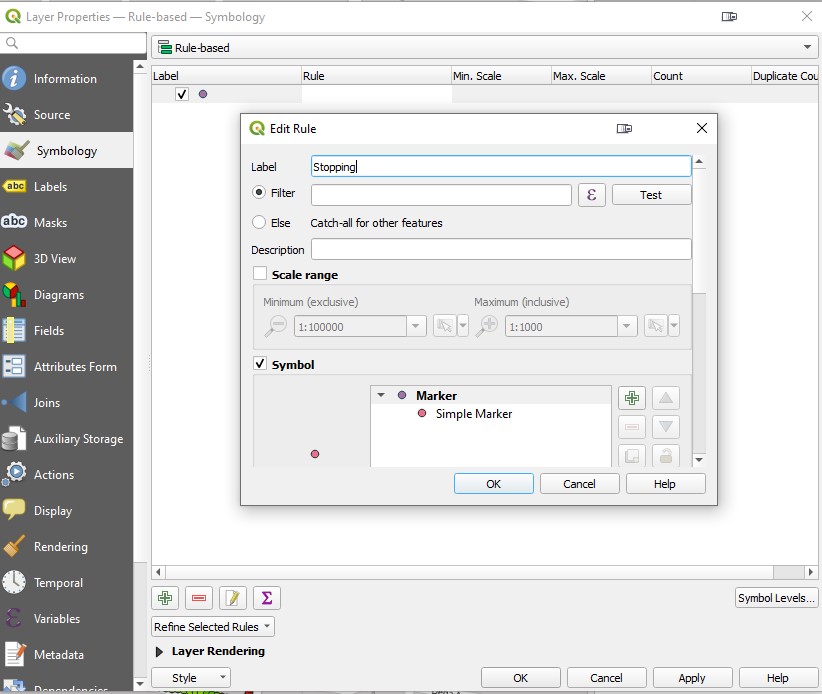 Layer Properties — Rule-based — Symbology
Rule-based
Label Rule Min. Scale Max. Scale Count Duplicate Cou
Information
Source
Symbology
abc Labels
abc Masks
3D View
Diagrams
Fields
Attributes Form
Joins
Auxiliary Storage
Actions
Display
Rendering
Temporal
Variables
Metadata
Dependencies
Edit Rule
Label Stopping
Filter ε Test
Else Catch-all for other features
Description
Scale range
Minimum (exclusive) Maximum (inclusive)
1:100000 1:1000
Symbol
Marker
Simple Marker
OK Cancel Help
Σ
Symbol Levels...
Refine Selected Rules
Layer Rendering
Style OK Cancel Apply Help